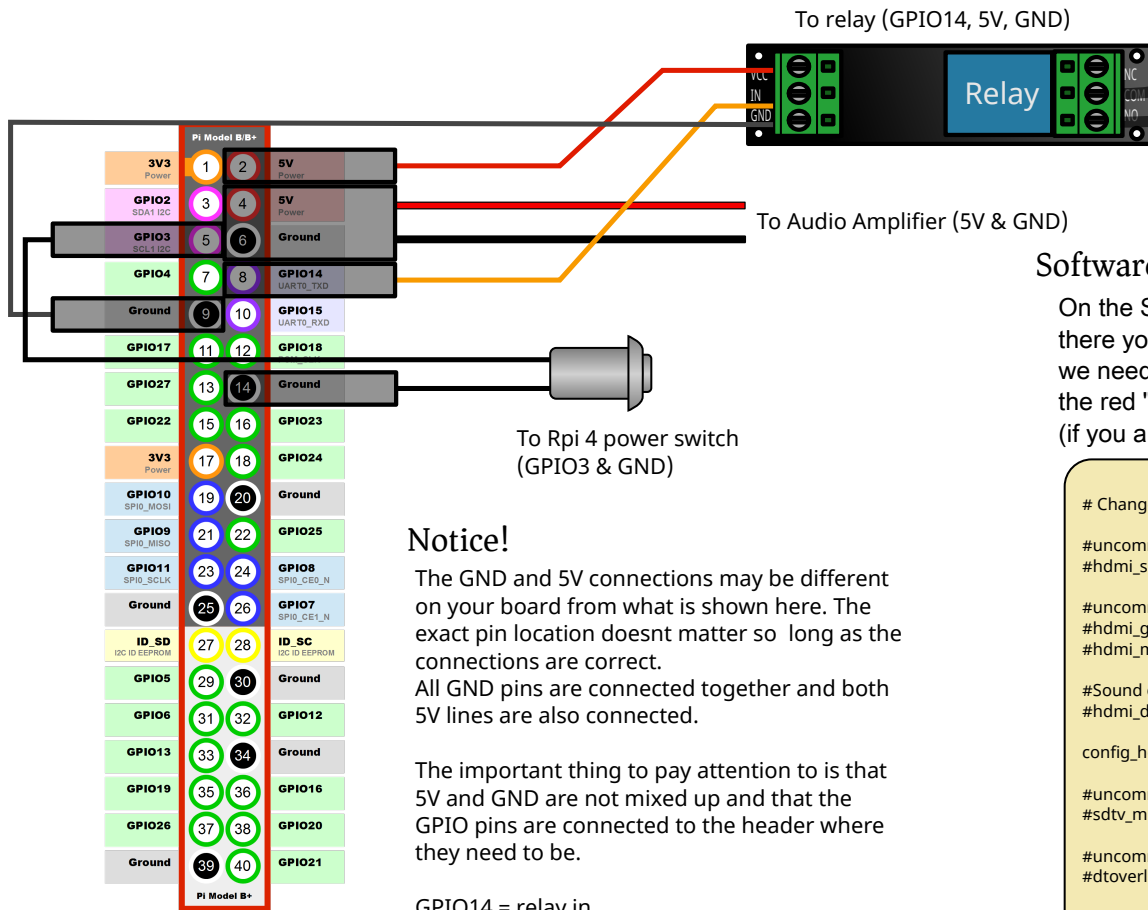 To relay (GPIO14, 5V, GND)
VCC
IN
GND
Relay
NC
COM
NO
Pi Model B/B+
3V3
Power
1
2
5V
Power
GPIO2
SDA1 I2C
3
4
5V
Power
GPIO3
SCL1 I2C
5
6
Ground
GPIO4
7
8
GPIO14
UART0_TXD
Ground
9
10
GPIO15
UART0_RXD
GPIO17
11
12
GPIO18
GPIO27
13
14
Ground
GPIO22
15
16
GPIO23
3V3
Power
17
18
GPIO24
GPIO10
SPI0_MOSI
19
20
Ground
GPIO9
SPI0_MISO
21
22
GPIO25
GPIO11
SPI0_SCLK
23
24
GPIO8
SPI0_CE0_N
Ground
25
26
GPIO7
SPI0_CE1_N
ID_SD
I2C ID EEPROM
27
28
ID_SC
I2C ID EEPROM
GPIO5
29
30
Ground
GPIO6
31
32
GPIO12
GPIO13
33
34
Ground
GPIO19
35
36
GPIO16
GPIO26
37
38
GPIO20
Ground
39
40
GPIO21
Pi Model B+
To Audio Amplifier (5V & GND)
To Rpi 4 power switch
(GPIO3 & GND)
Notice!
The GND and 5V connections may be different
on your board from what is shown here. The
exact pin location doesnt matter so long as the
connections are correct.
All GND pins are connected together and both
5V lines are also connected.
The important thing to pay attention to is that
5V and GND are not mixed up and that the
GPIO pins are connected to the header where
they need to be.
GPIO14 = relay in
Software
On the S
there yo
we need
the red "
(if you a
# Chang
#uncom
#hdmi_s
#uncom
#hdmi_g
#hdmi_m
#Sound
#hdmi_d
config_h
#uncom
#sdtv_m
#uncom
#dtoverl